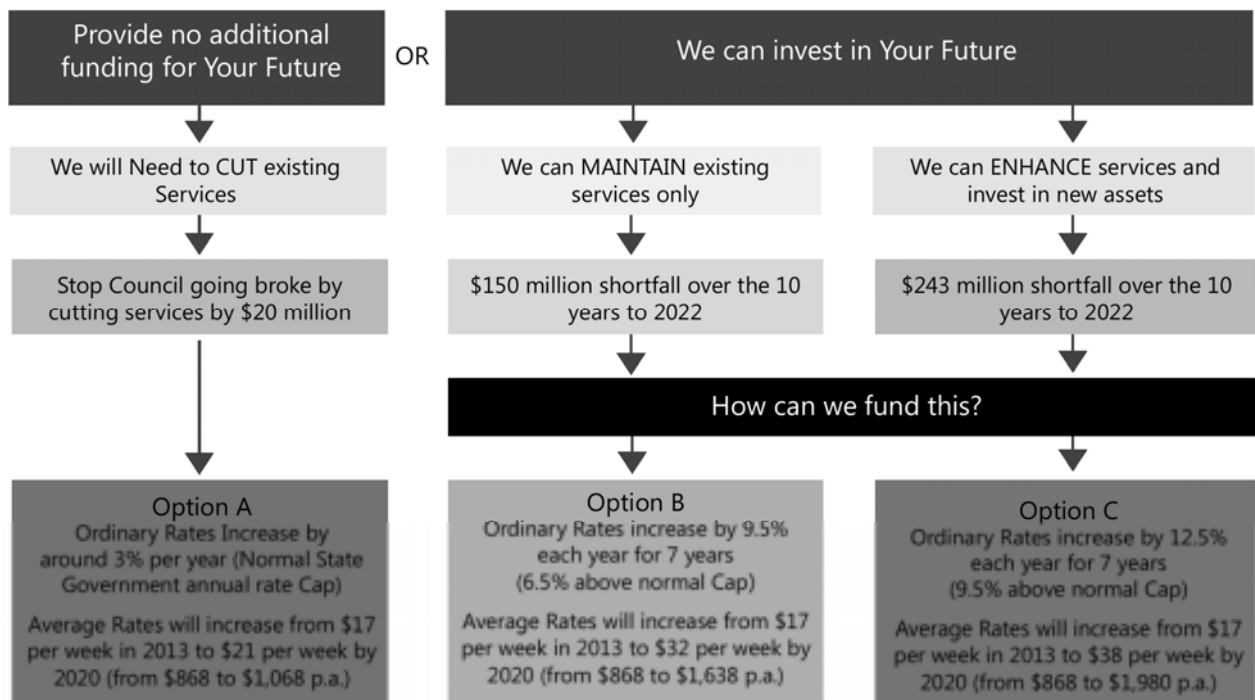 Provide no additional
funding for Your Future
OR
We can invest in Your Future
We will Need to CUT existing
Services
We can MAINTAIN existing
services only
We can ENHANCE services and
invest in new assets
Stop Council going broke by
cutting services by $20 million
$150 million shortfall over the 10
years to 2022
$243 million shortfall over the 10
years to 2022
How can we fund this?
Option A
Ordinary Rates Increase by
around 3% per year (Normal State
Government annual rate Cap)
Average Rates will increase from $17
per week in 2013 to $21 per week by
2020 (from $868 to $1,068 p.a.)
Option B
Ordinary Rates increase by 9.5%
each year for 7 years
(6.5% above normal Cap)
Average Rates will increase from $17
per week in 2013 to $32 per week by
2020 (from $868 to $1,638 p.a.)
Option C
Ordinary Rates increase by 12.5%
each year for 7 years
(9.5% above normal Cap)
Average Rates will increase from $17
per week in 2013 to $38 per week by
2020 (from $868 to $1,980 p.a.)